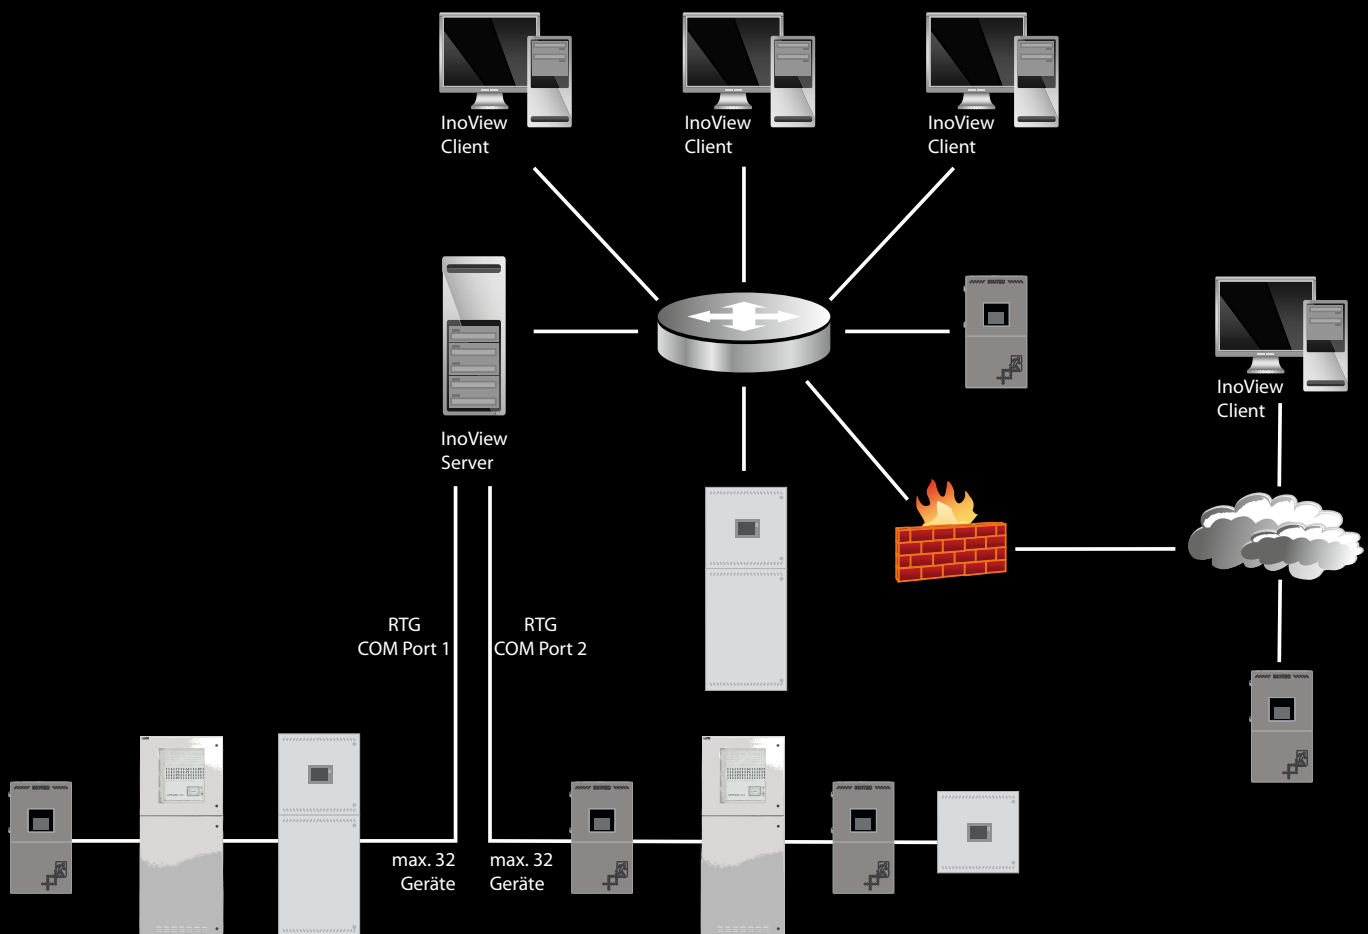 InoView
Client
InoView
Client
InoView
Client
InoView
Server
InoView
Client
RTG
COM Port 1
RTG
COM Port 2
max. 32
Geräte
max. 32
Geräte